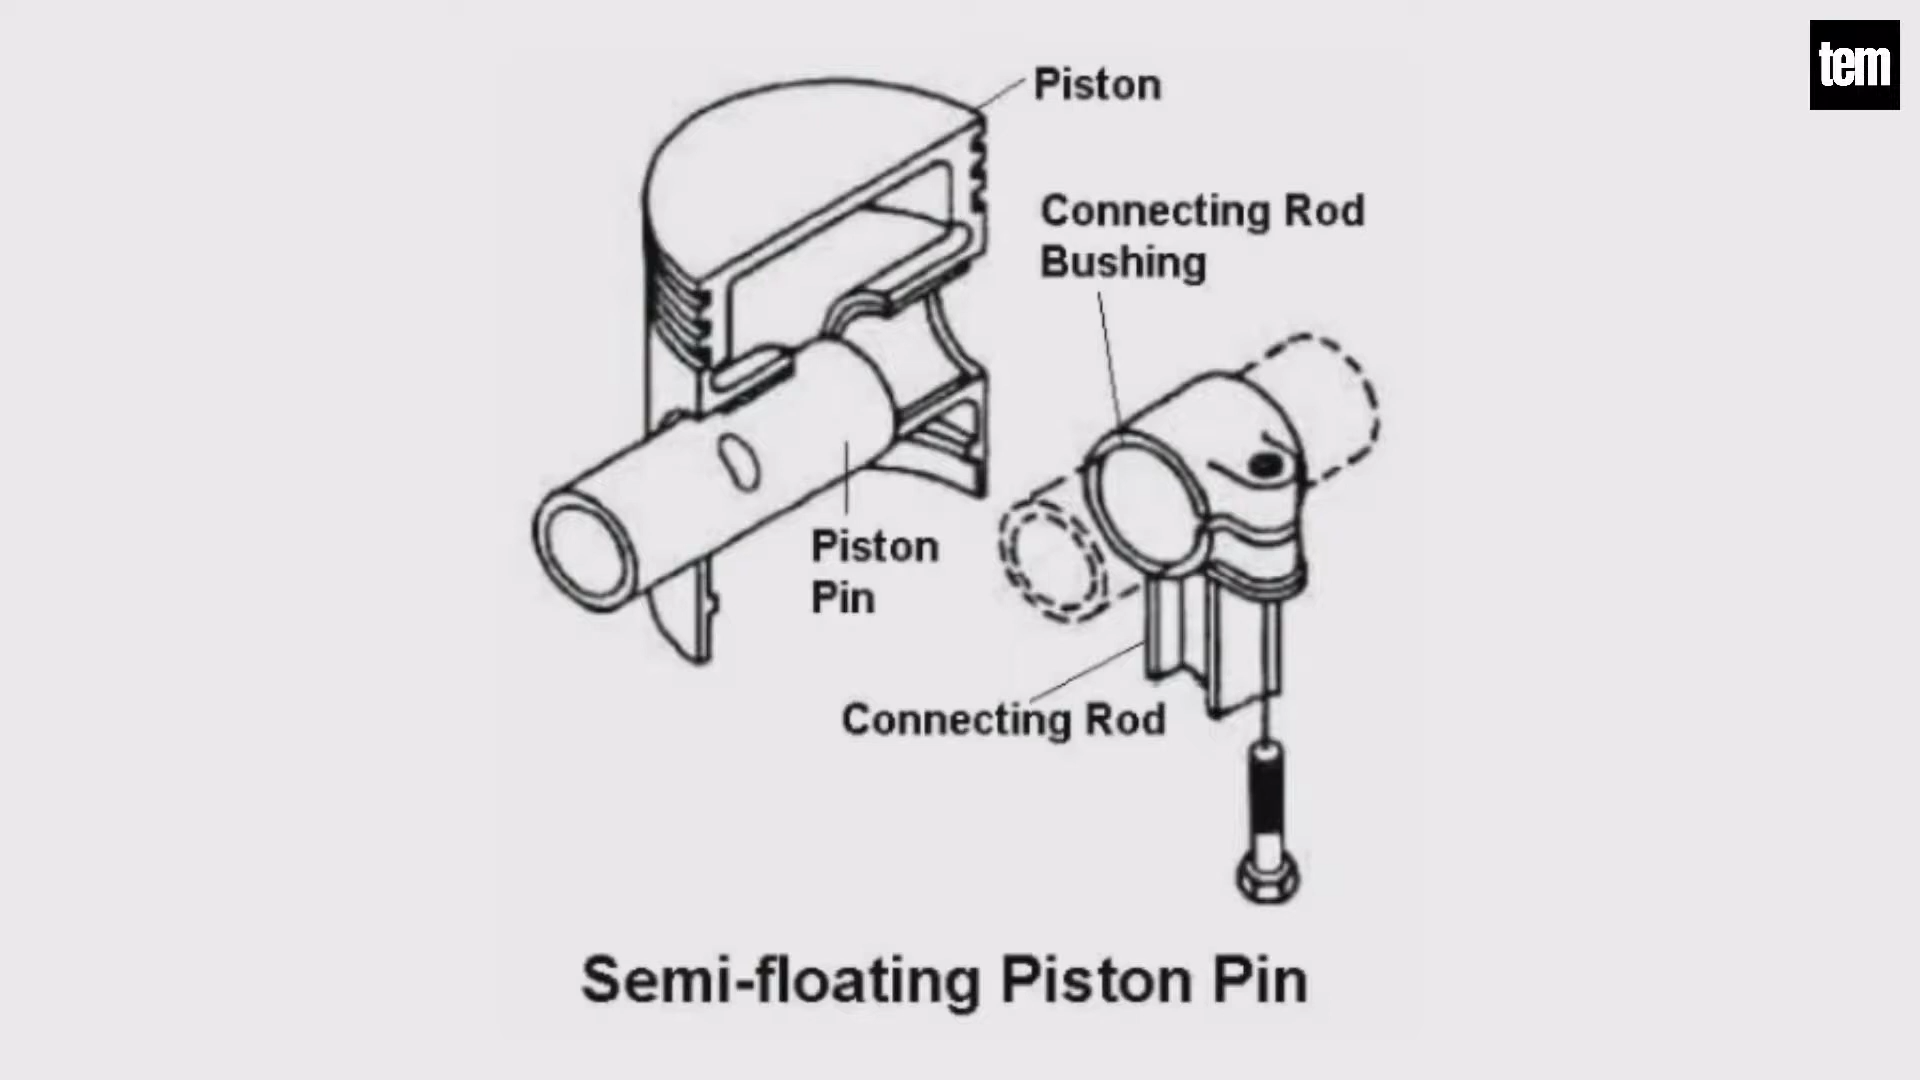 tem
Piston
Connecting Rod
Bushing
Piston
Pin
Connecting Rod
Semi-floating Piston Pin